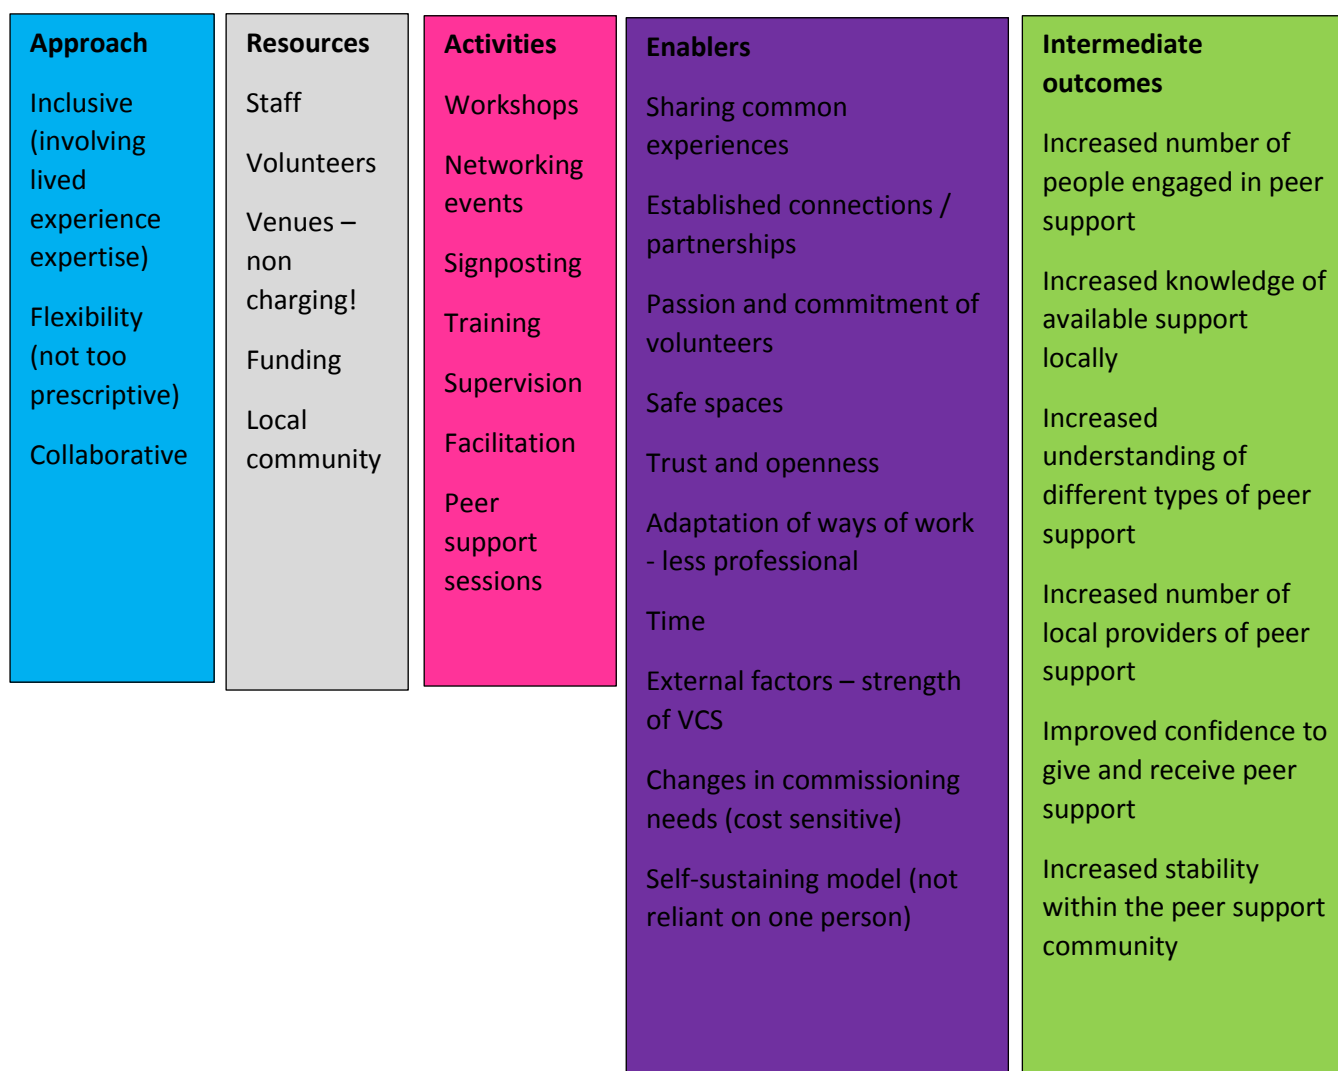 Approach
Inclusive
(involving
lived
experience
expertise)
Flexibility
(not too
prescriptive)
Collaborative
Resources
Staff
Volunteers
Venues –
non
charging!
Funding
Local
community
Activities
Workshops
Networking
events
Signposting
Training
Supervision
Facilitation
Peer
support
sessions
Enablers
Sharing common
experiences
Established connections /
partnerships
Passion and commitment of
volunteers
Safe spaces
Trust and openness
Adaptation of ways of work
- less professional
Time
External factors – strength
of VCS
Changes in commissioning
needs (cost sensitive)
Self-sustaining model (not
reliant on one person)
Intermediate
outcomes
Increased number of
people engaged in peer
support
Increased knowledge of
available support
locally
Increased
understanding of
different types of peer
support
Increased number of
local providers of peer
support
Improved confidence to
give and receive peer
support
Increased stability
within the peer support
community